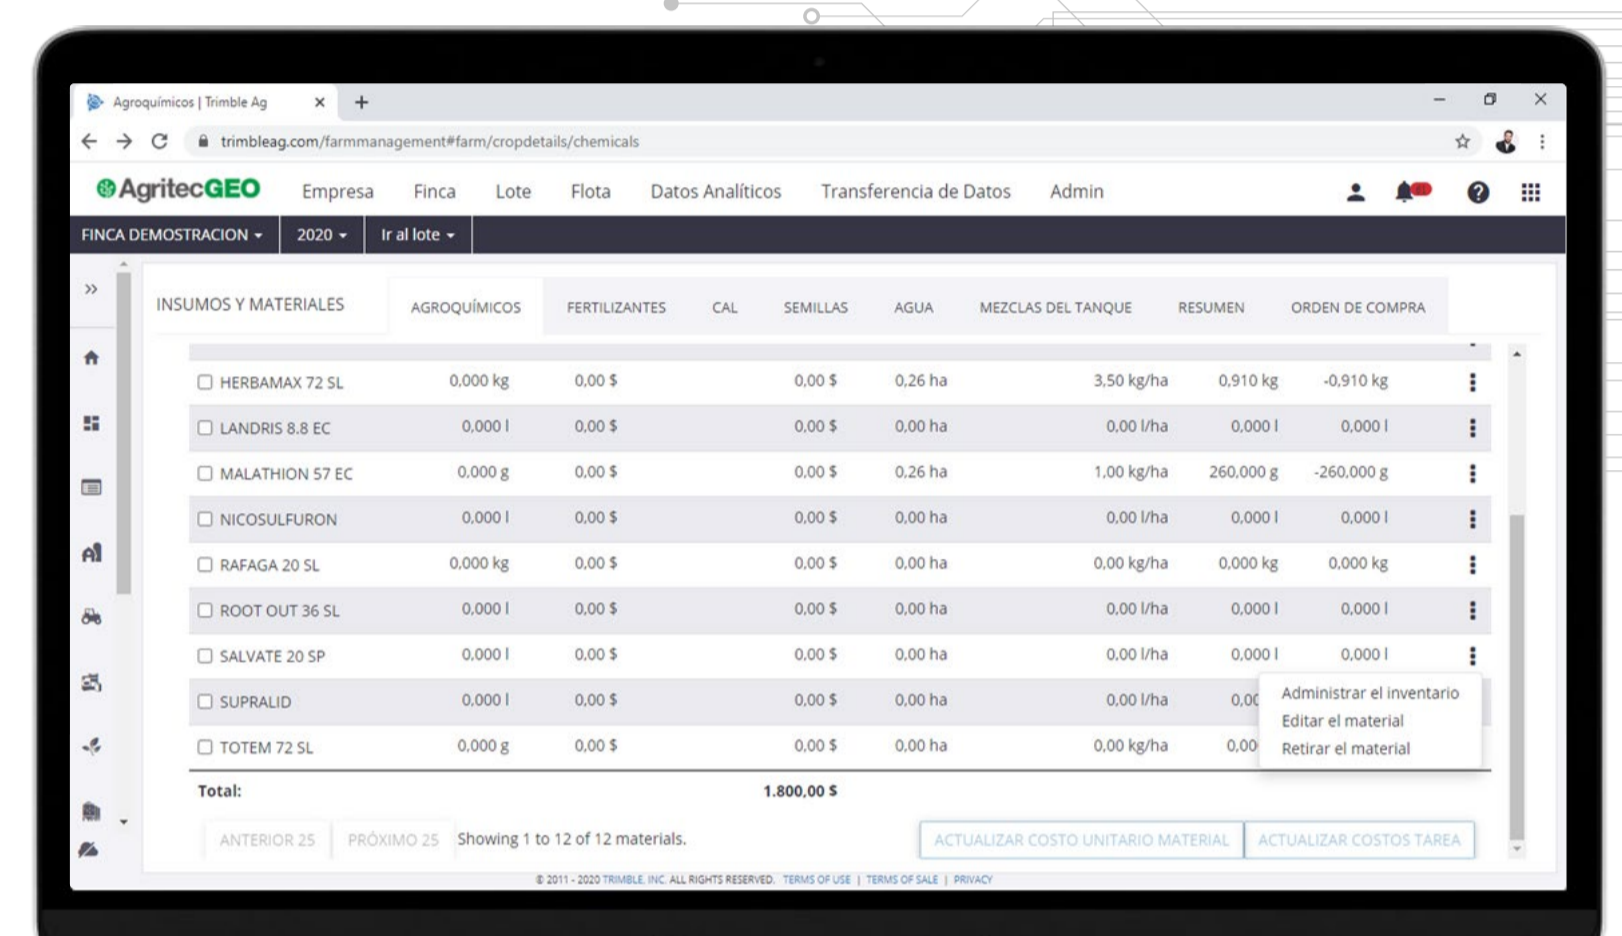 Agroquímicos | Trimble Ag
trimbleag.com/farmmanagement#farm/cropdetails/chemicals
AgritecGEO Empresa Finca Lote Flota Datos Analíticos Transferencia de Datos Admin
FINCA DEMOSTRACION 2020 Ir al lote
INSUMOS Y MATERIALES AGROQUÍMICOS FERTILIZANTES CAL SEMILLAS AGUA MEZCLAS DEL TANQUE RESUMEN ORDEN DE COMPRA
HERBAMAX 72 SL 0,000 kg 0,00 $ 0,00 $ 0,26 ha 3,50 kg/ha 0,910 kg -0,910 kg
LANDRIS 8.8 EC 0,000 l 0,00 $ 0,00 $ 0,00 ha 0,00 l/ha 0,000 l 0,000 l
MALATHION 57 EC 0,000 g 0,00 $ 0,00 $ 0,26 ha 1,00 kg/ha 260,000 g -260,000 g
NICOSULFURON 0,000 l 0,00 $ 0,00 $ 0,00 ha 0,00 l/ha 0,000 l 0,000 l
RAFAGA 20 SL 0,000 kg 0,00 $ 0,00 $ 0,00 ha 0,00 kg/ha 0,000 kg 0,000 kg
ROOT OUT 36 SL 0,000 l 0,00 $ 0,00 $ 0,00 ha 0,00 l/ha 0,000 l 0,000 l
SALVATE 20 SP 0,000 l 0,00 $ 0,00 $ 0,00 ha 0,00 l/ha 0,000 l 0,000 l
SUPRALID 0,000 l 0,00 $ 0,00 $ 0,00 ha 0,00 l/ha
Administrar el inventario
Editar el material
TOTEM 72 SL 0,000 g 0,00 $ 0,00 $ 0,00 ha 0,00 kg/ha
Retirar el material
Total: 1.800,00 $
ANTERIOR 25 PRÓXIMO 25 Showing 1 to 12 of 12 materials. ACTUALIZAR COSTO UNITARIO MATERIAL ACTUALIZAR COSTOS TAREA
© 2011 - 2020 TRIMBLE, INC. ALL RIGHTS RESERVED. TERMS OF USE | TERMS OF SALE | PRIVACY